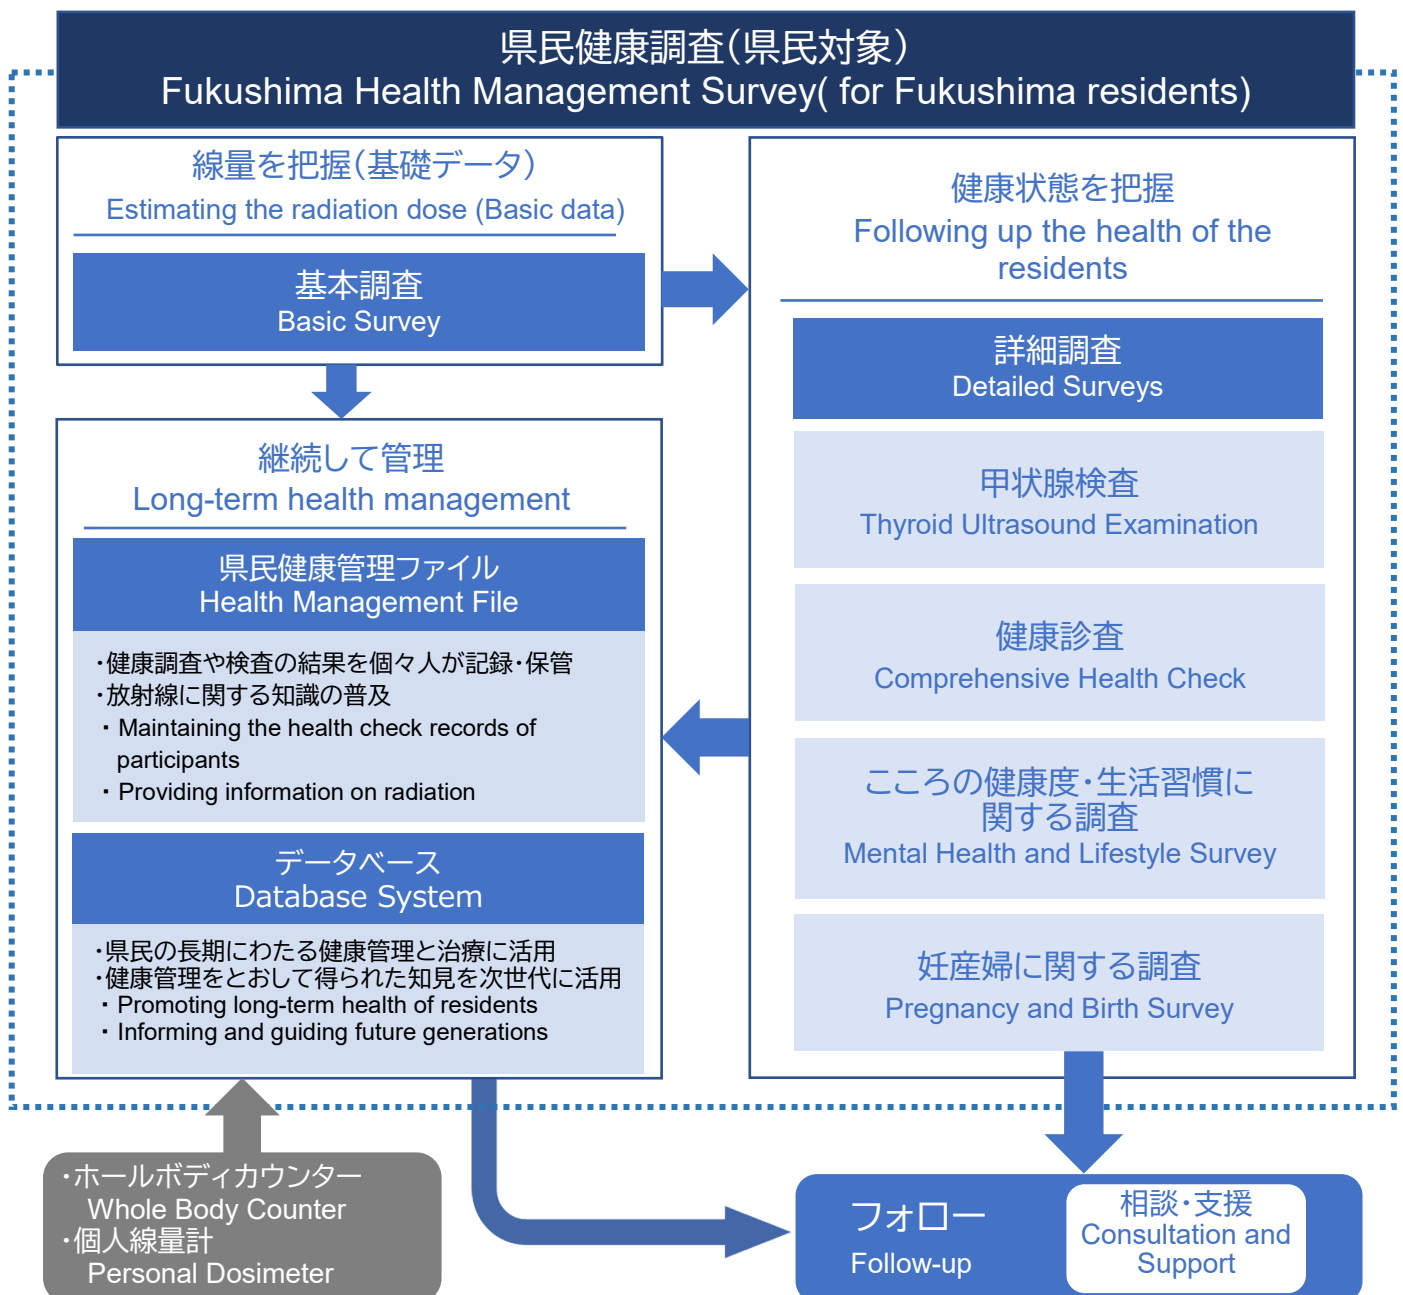 県民健康調査（県民対象）
Fukushima Health Management Survey( for Fukushima residents)
線量を把握（基礎データ）
Estimating the radiation dose (Basic data)
基本調査
Basic Survey
健康状態を把握
Following up the health of the
residents
詳細調査
Detailed Surveys
甲状腺検査
Thyroid Ultrasound Examination
健康診査
Comprehensive Health Check
こころの健康度・生活習慣に
関する調査
Mental Health and Lifestyle Survey
妊産婦に関する調査
Pregnancy and Birth Survey
継続して管理
Long-term health management
県民健康管理ファイル
Health Management File
・健康調査や検査の結果を個々人が記録・保管
・放射線に関する知識の普及
・Maintaining the health check records of
participants
・Providing information on radiation
データベース
Database System
・県民の長期にわたる健康管理と治療に活用
・健康管理をとおして得られた知見を次世代に活用
・Promoting long-term health of residents
・Informing and guiding future generations
・ホールボディカウンター
Whole Body Counter
・個人線量計
Personal Dosimeter
フォロー
Follow-up
相談・支援
Consultation and
Support